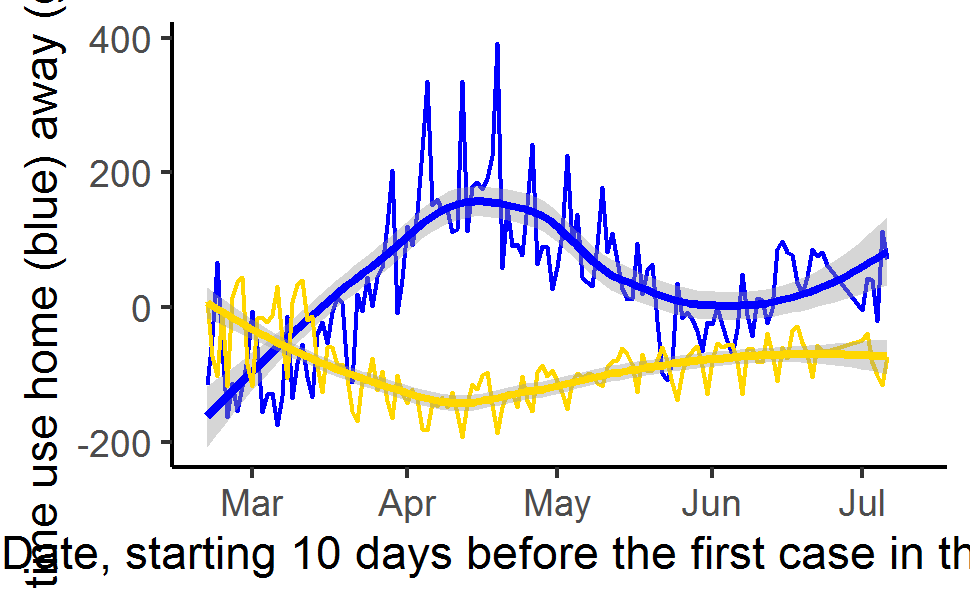 time use home (blue) away (g
400
200
0
-200
Mar Apr May Jun Jul
Date, starting 10 days before the first case in th